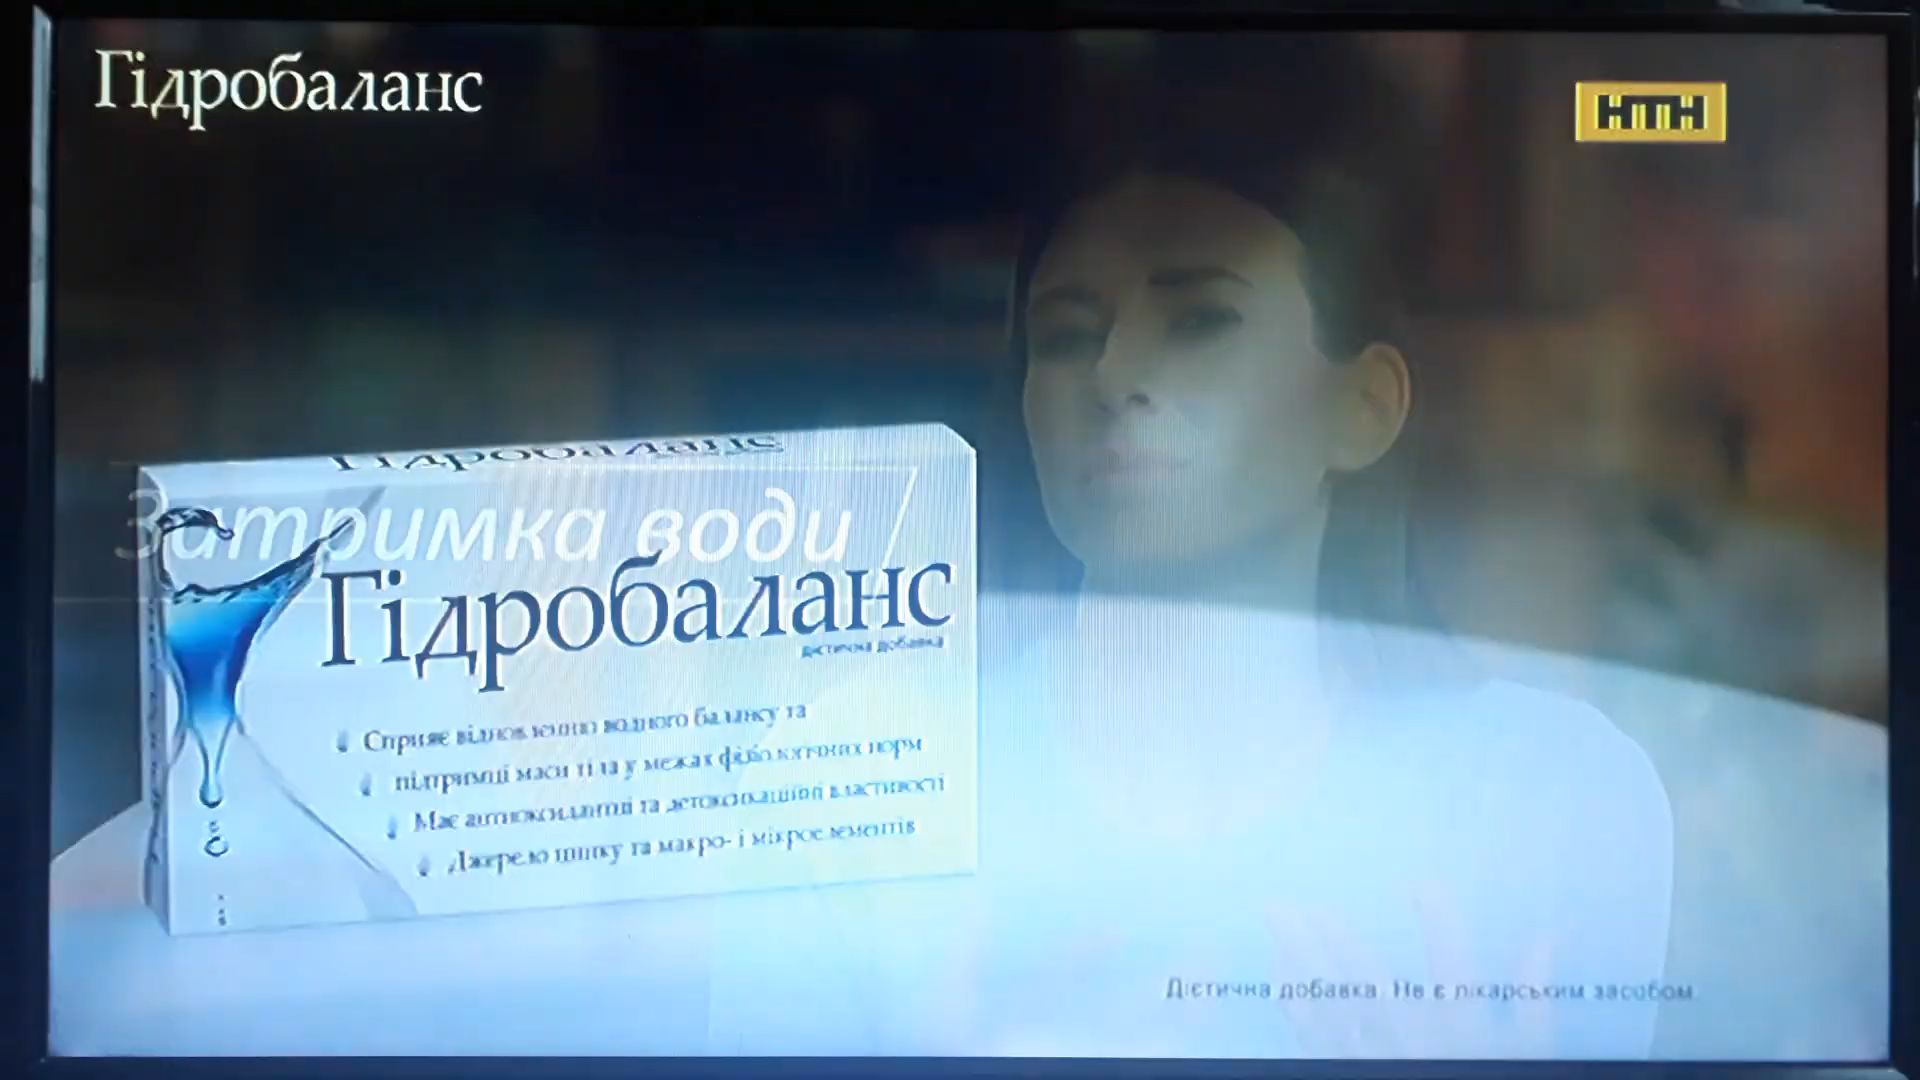 Гідробаланс
НТН
Гідробаланс
Затримка води /
Гідробаланс
дієтична добавка
Сприяє відновленню водного балансу та
підтримці маси тіла у межах фізіологічних норм
Має антиоксидантні та детоксикаційні властивості
Джерело цинку та макро- і мікроелементів
Дієтична добавка. Не є лікарським засобом